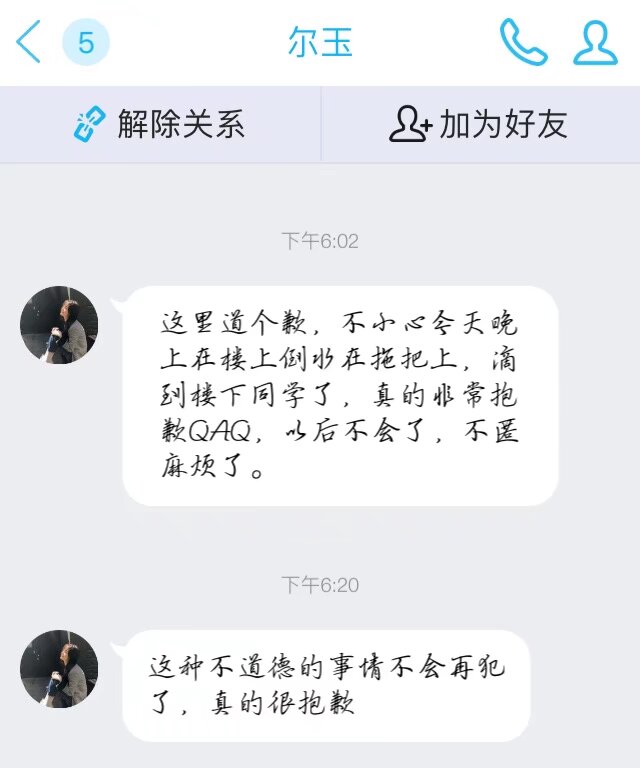 5
尔玉
解除关系
加为好友
下午6:02
这里道个歉，不小心今天晚
上在楼上倒水在拖把上，滴
到楼下同学了，真的非常抱
歉QAQ，以后不会了，不匿
麻烦了。
下午6:20
这种不道德的事情不会再犯
了，真的很抱歉